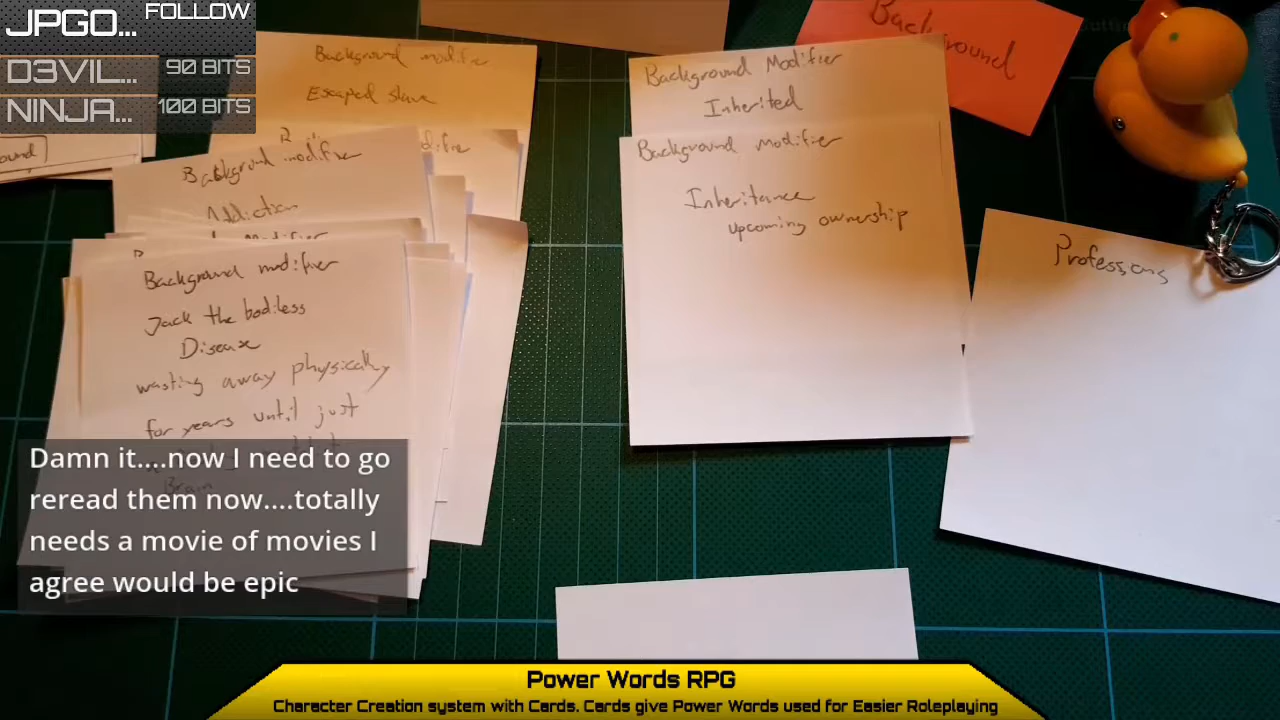 JPGO... FOLLOW
D3VIL... 90 BITS
NINJA... 100 BITS
Background modifier
Escaped slave
Background modifier
Addiction
Modifier
Background modifier
Jack the bodiless
Disease
wasting away physically
for years until just
Brain
Background Modifier
Inherited
Background modifier
Inheritance
upcoming ownership
Background
Professions
ound
Damn it....now I need to go
reread them now....totally
needs a movie of movies I
agree would be epic
Power Words RPG
Character Creation system with Cards. Cards give Power Words used for Easier Roleplaying